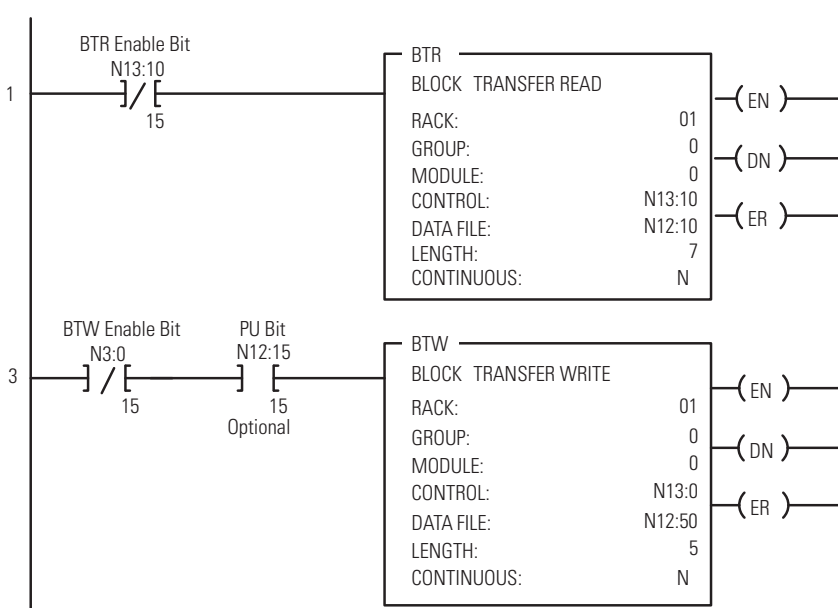 BTR Enable Bit
N13:10
15
1
BTR
BLOCK TRANSFER READ
RACK: 01
GROUP: 0
MODULE: 0
CONTROL: N13:10
DATA FILE: N12:10
LENGTH: 7
CONTINUOUS: N
EN
DN
ER
BTW Enable Bit
N3:0
15
PU Bit
N12:15
15
Optional
3
BTW
BLOCK TRANSFER WRITE
RACK: 01
GROUP: 0
MODULE: 0
CONTROL: N13:0
DATA FILE: N12:50
LENGTH: 5
CONTINUOUS: N
EN
DN
ER